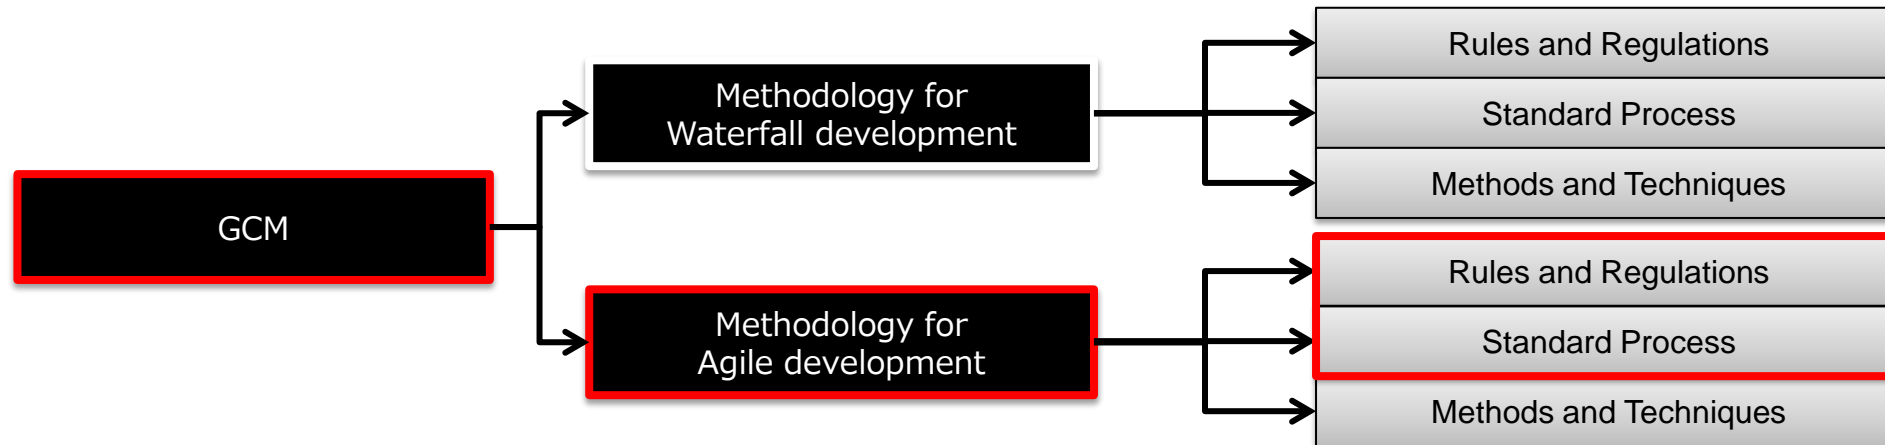 GCM
Methodology for
Waterfall development
Rules and Regulations
Standard Process
Methods and Techniques
Methodology for
Agile development
Rules and Regulations
Standard Process
Methods and Techniques